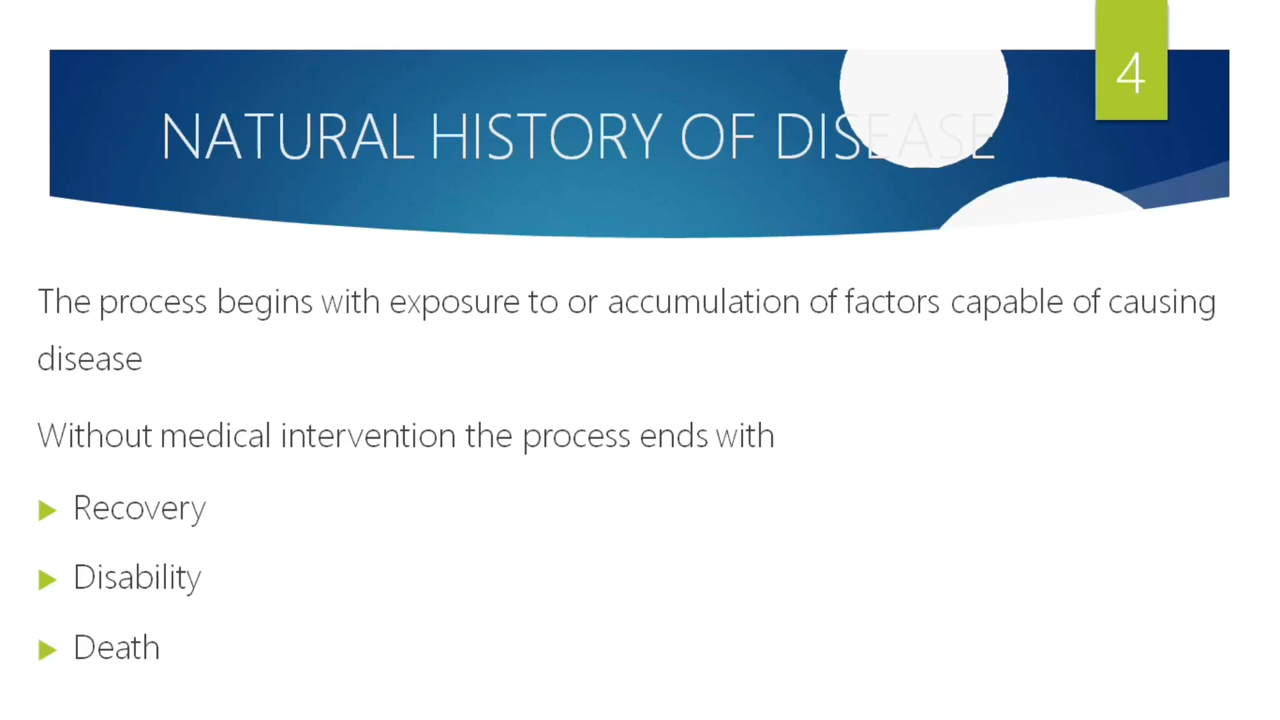 4
NATURAL HISTORY OF DISEASE
The process begins with exposure to or accumulation of factors capable of causing
disease
Without medical intervention the process ends with
Recovery
Disability
Death